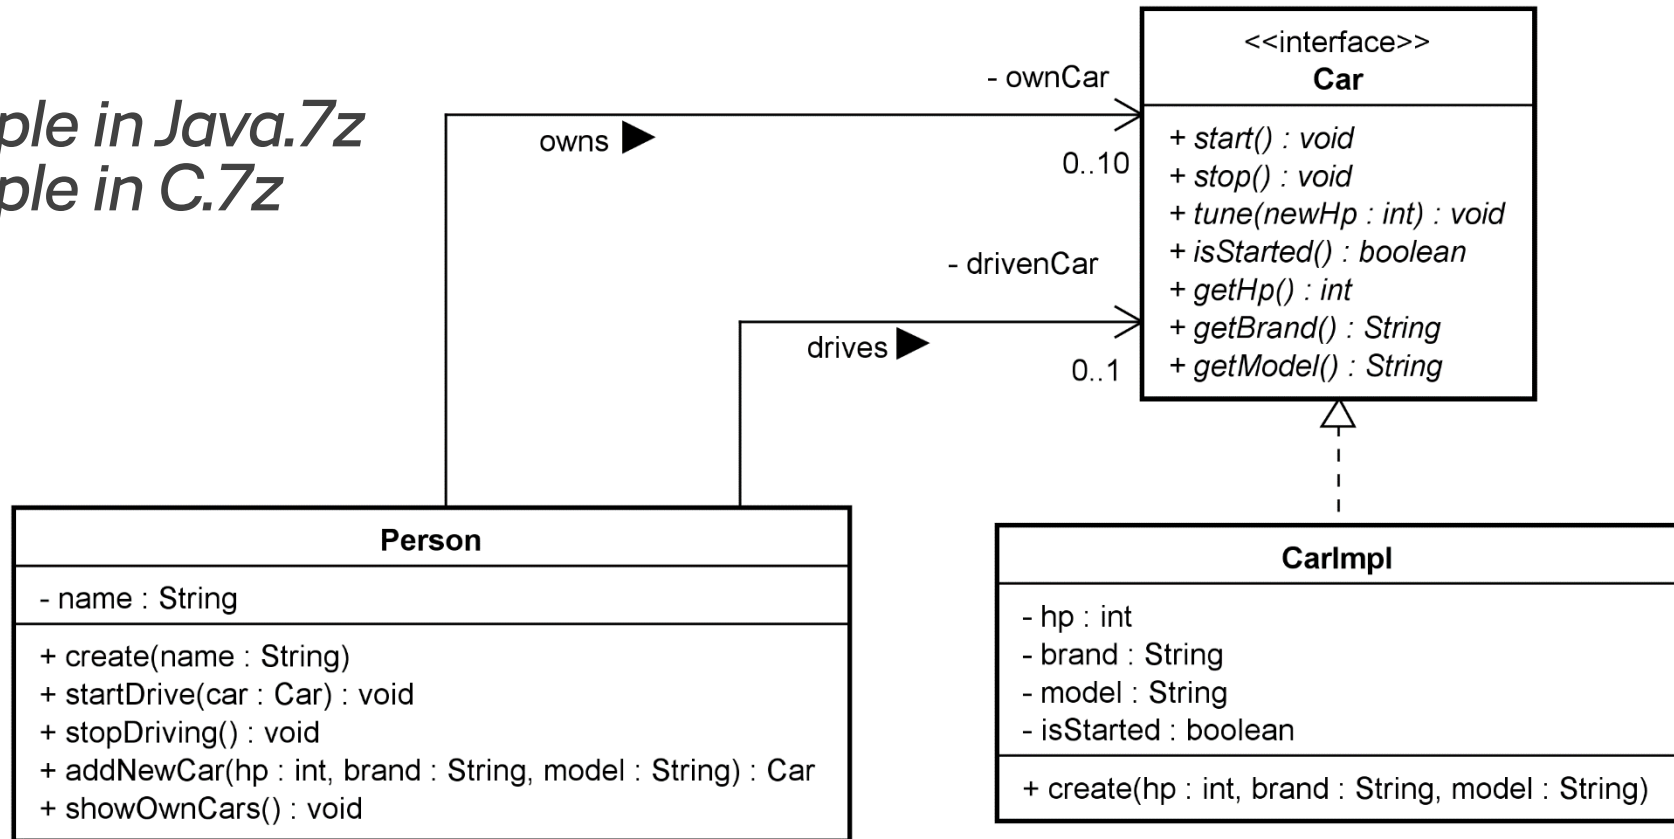 ple in Java.7z
ple in C.7z
- ownCar
owns
0..10
- drivenCar
drives
0..1
<<interface>>
Car
+ start() : void
+ stop() : void
+ tune(newHp : int) : void
+ isStarted() : boolean
+ getHp() : int
+ getBrand() : String
+ getModel() : String
Person
- name : String
+ create(name : String)
+ startDrive(car : Car) : void
+ stopDriving() : void
+ addNewCar(hp : int, brand : String, model : String) : Car
+ showOwnCars() : void
CarImpl
- hp : int
- brand : String
- model : String
- isStarted : boolean
+ create(hp : int, brand : String, model : String)